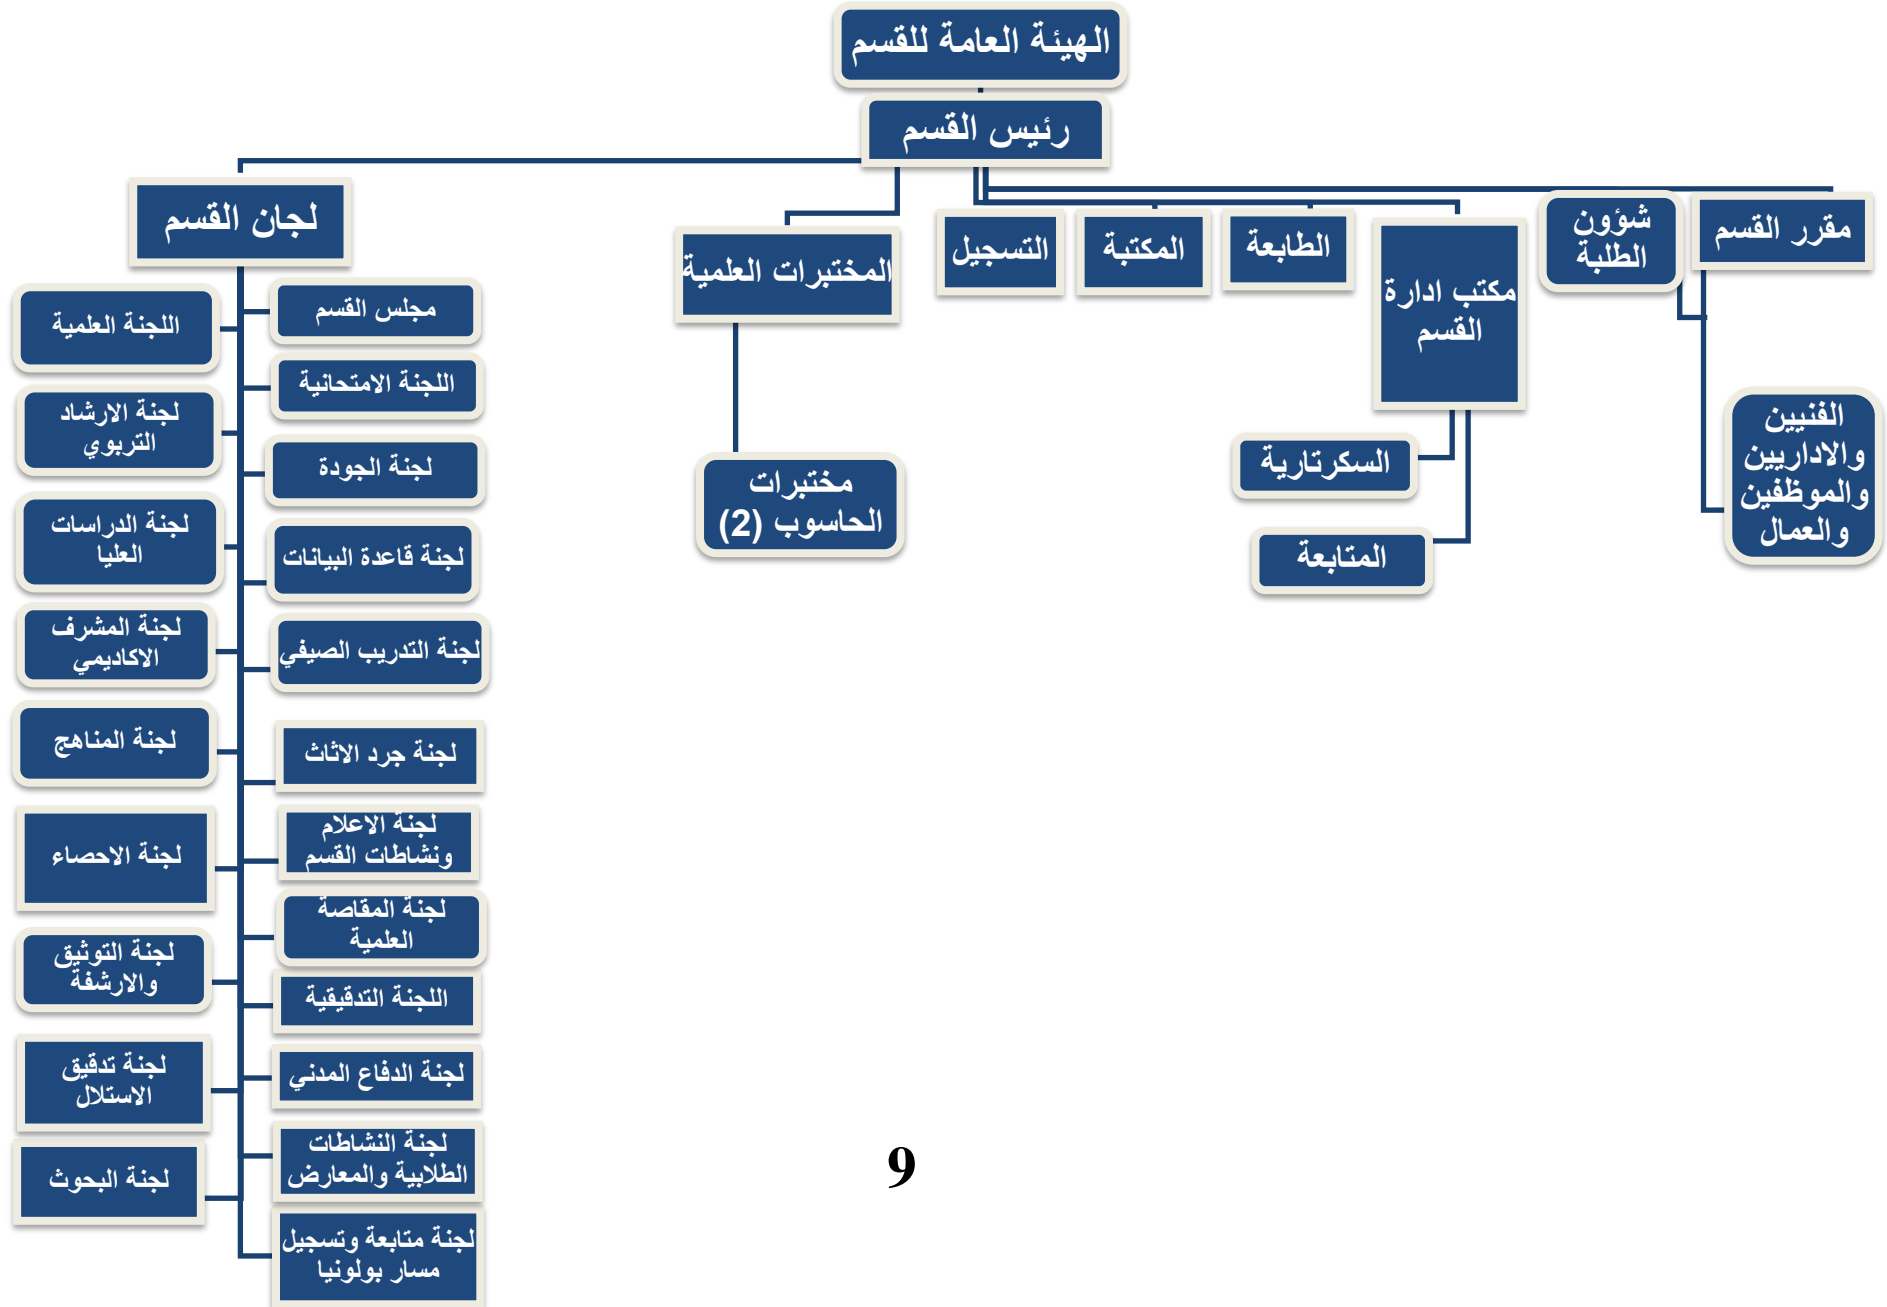 الهيئة العامة للقسم
رئيس القسم
مقرر القسم
شؤون
الطلبة
الفنيين
والاداريين
والموظفين
والعمال
مكتب ادارة
القسم
السكرتارية
المتابعة
الطابعة
المكتبة
التسجيل
المختبرات العلمية
مختبرات
الحاسوب (2)
لجان القسم
مجلس القسم
اللجنة الامتحانية
لجنة الجودة
لجنة قاعدة البيانات
لجنة التدريب الصيفي
لجنة جرد الاثاث
لجنة الاعلام
ونشاطات القسم
لجنة المقاصة
العلمية
اللجنة التدقيقية
لجنة الدفاع المدني
لجنة النشاطات
الطلابية والمعارض
لجنة متابعة وتسجيل
مسار بولونيا
اللجنة العلمية
لجنة الارشاد
التربوي
لجنة الدراسات
العليا
لجنة المشرف
الاكاديمي
لجنة المناهج
لجنة الاحصاء
لجنة التوثيق
والارشفة
لجنة تدقيق
الاستلال
لجنة البحوث
9